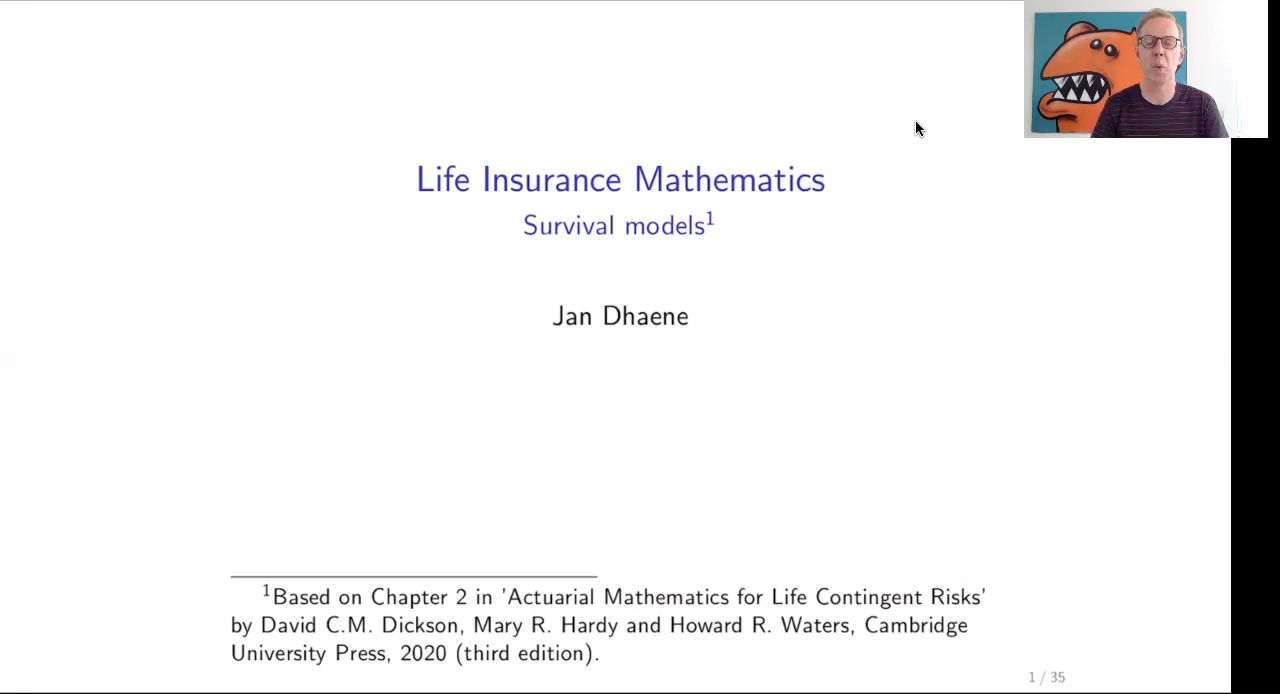 Life Insurance Mathematics
Survival models¹
Jan Dhaene
¹Based on Chapter 2 in 'Actuarial Mathematics for Life Contingent Risks'
by David C.M. Dickson, Mary R. Hardy and Howard R. Waters, Cambridge
University Press, 2020 (third edition).
1 / 35